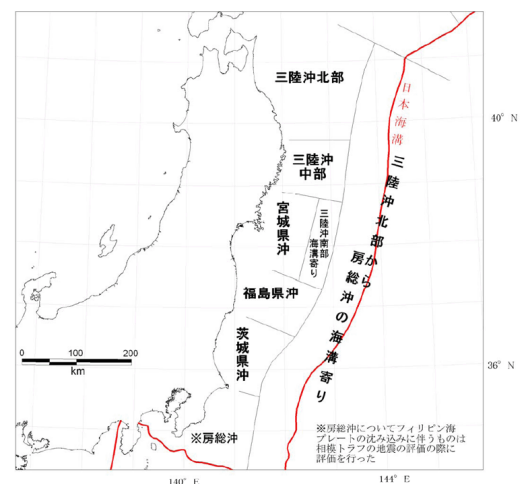 三陸沖北部
日本海溝
40° N
三陸沖
中部
三陸沖北部から
房総沖の海溝寄り
宮城県沖
三陸沖南部
海溝寄り
福島県沖
茨城県沖
0 50 100 200
km
36° N
※房総沖
※房総沖についてフィリピン海
プレートの沈み込みに伴うものは
相模トラフの地震の評価の際に
評価を行った
140° E
144° E